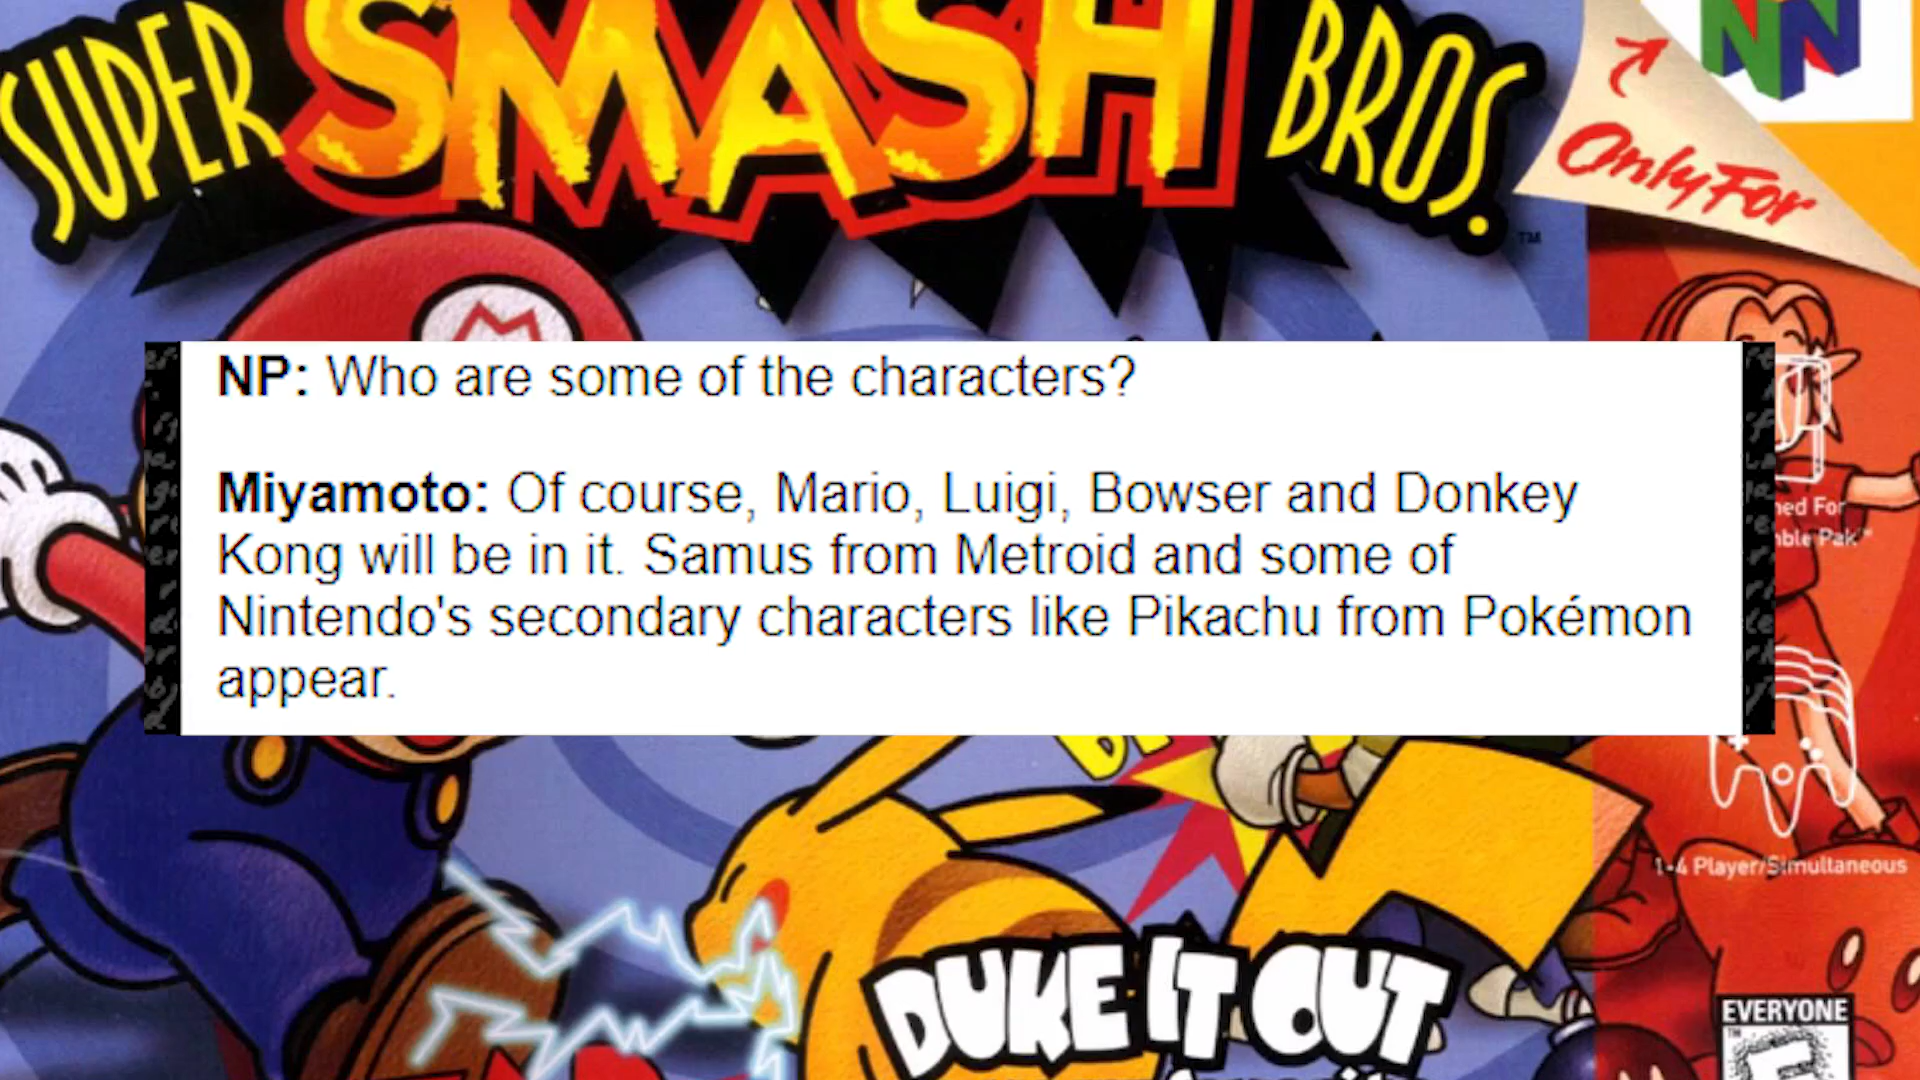 SUPER SMASH BROS.
TM
Only For
NP: Who are some of the characters?
Miyamoto: Of course, Mario, Luigi, Bowser and Donkey
Kong will be in it. Samus from Metroid and some of
Nintendo's secondary characters like Pikachu from Pokémon
appear.
1-4 Player/Simultaneous
DUKE IT OUT
EVERYONE